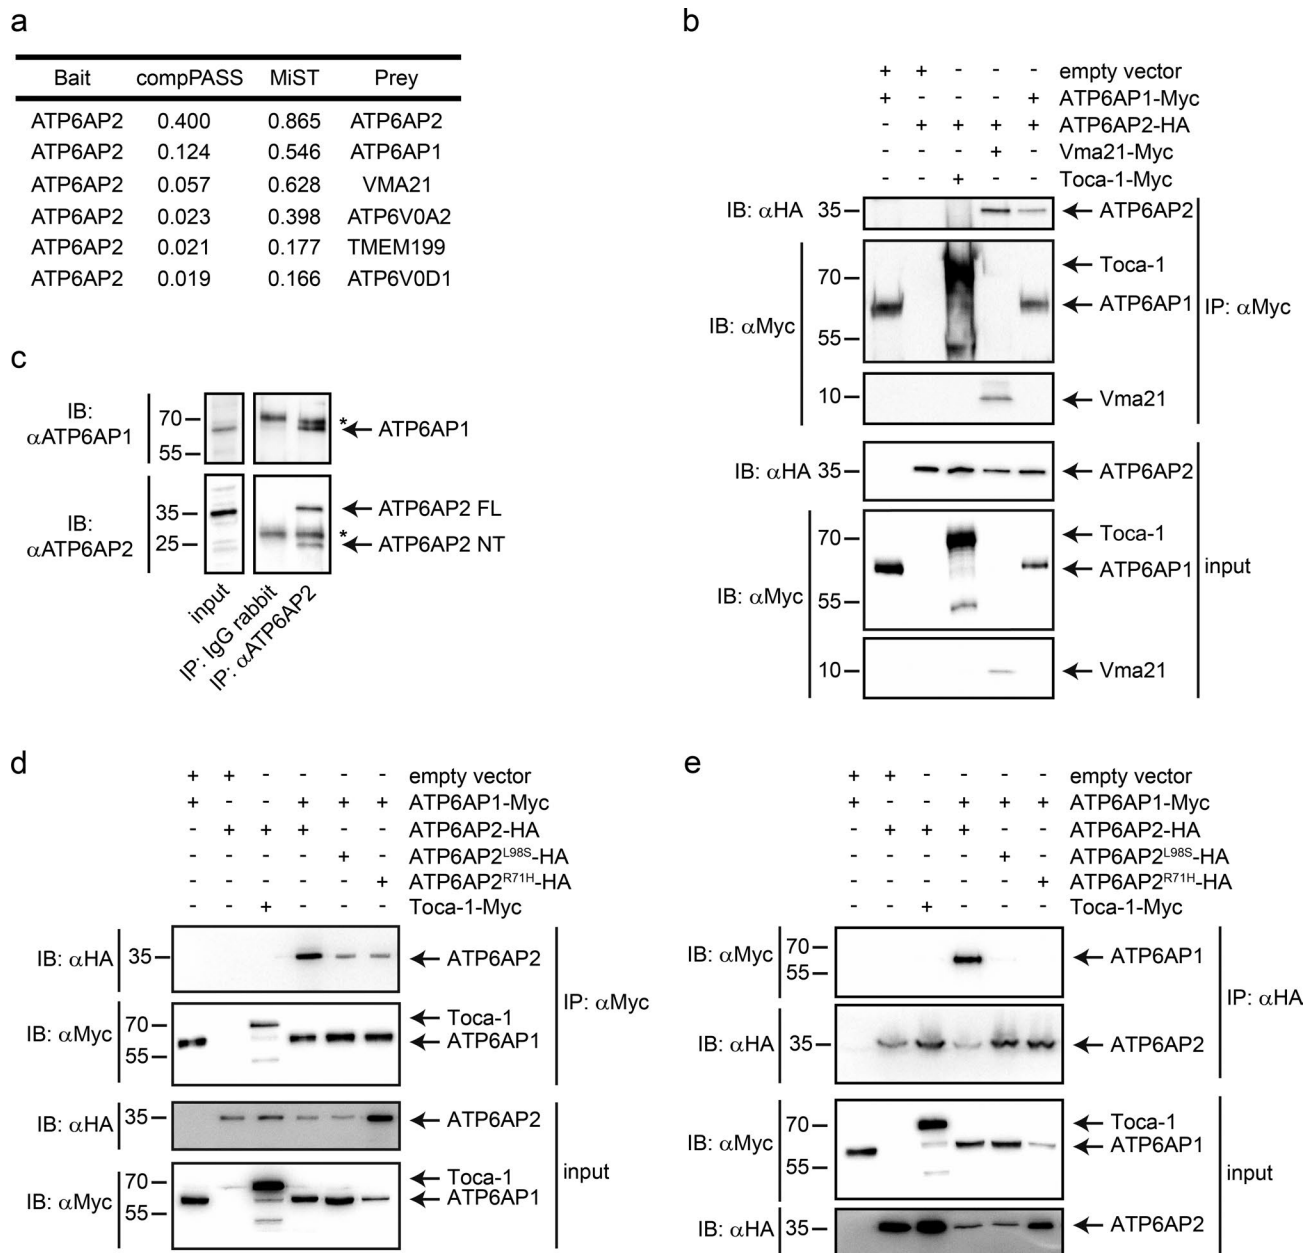 a
Bait compPASS MiST Prey
ATP6AP2 0.400 0.865 ATP6AP2
ATP6AP2 0.124 0.546 ATP6AP1
ATP6AP2 0.057 0.628 VMA21
ATP6AP2 0.023 0.398 ATP6V0A2
ATP6AP2 0.021 0.177 TMEM199
ATP6AP2 0.019 0.166 ATP6V0D1
b
+ + - - - empty vector
+ - - - + ATP6AP1-Myc
- + + + + ATP6AP2-HA
- - - + - Vma21-Myc
- - + - - Toca-1-Myc
IB: αHA 35 ATP6AP2
Toca-1
70
ATP6AP1
IB: αMyc
55
10 Vma21
IP: αMyc
IB: αHA 35 ATP6AP2
70 Toca-1
ATP6AP1
IB: αMyc
55
10 Vma21
input
c
IB:
αATP6AP1
70
55
*
ATP6AP1
IB:
αATP6AP2
35
25
ATP6AP2 FL
*
ATP6AP2 NT
input
IP: IgG rabbit
IP: αATP6AP2
d
+ + - - - - empty vector
+ - - + + + ATP6AP1-Myc
- + + + - - ATP6AP2-HA
- - - - + - ATP6AP2L98S-HA
- - - - - + ATP6AP2R71H-HA
- - + - - - Toca-1-Myc
IB: αHA 35 ATP6AP2
70 Toca-1
IB: αMyc ATP6AP1
55
IP: αMyc
IB: αHA 35 ATP6AP2
70 Toca-1
IB: αMyc ATP6AP1
55
input
e
+ + - - - - empty vector
+ - - + + + ATP6AP1-Myc
- + + + - - ATP6AP2-HA
- - - - + - ATP6AP2L98S-HA
- - - - - + ATP6AP2R71H-HA
- - + - - - Toca-1-Myc
70
IB: αMyc ATP6AP1
55
IB: αHA 35 ATP6AP2
IP: αHA
70 Toca-1
IB: αMyc ATP6AP1
55
IB: αHA 35 ATP6AP2
input